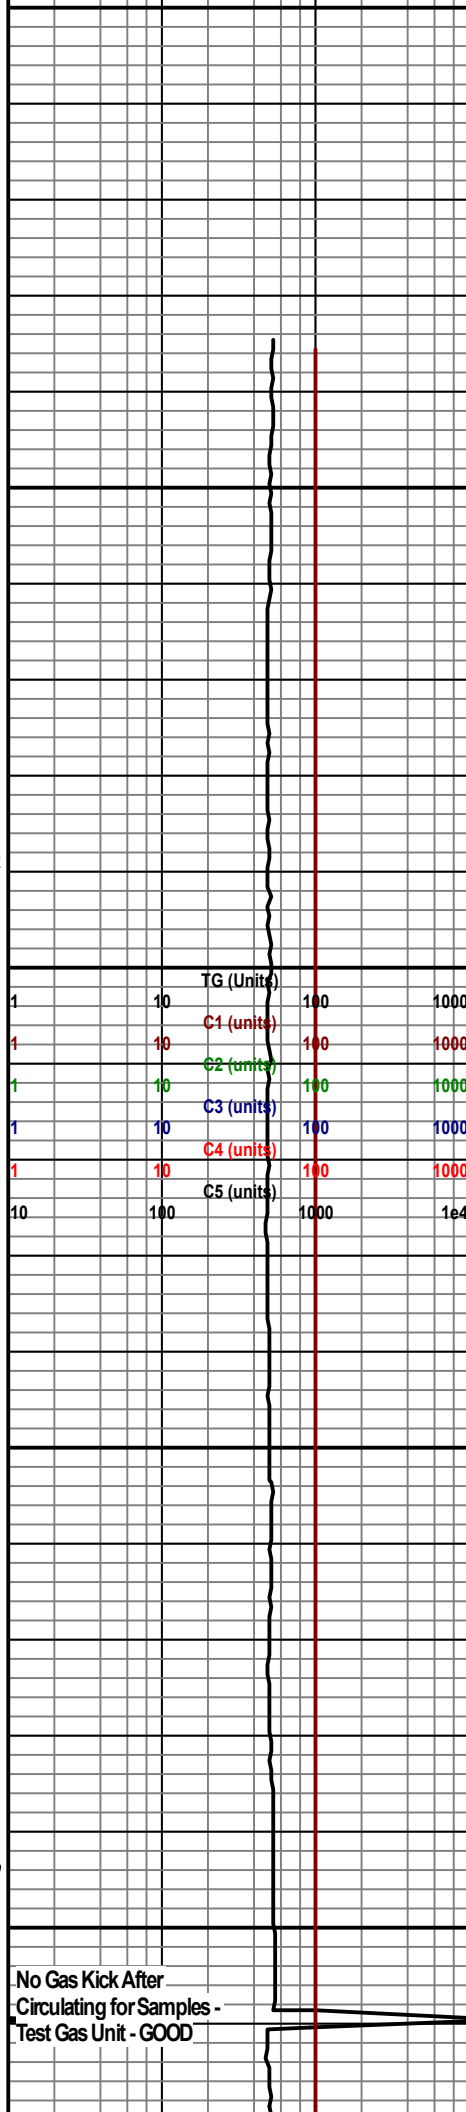 TG (Units)
1 10 100 1000
C1 (units)
1 10 100 1000
C2 (units)
1 10 100 1000
C3 (units)
1 10 100 1000
C4 (units)
1 10 100 1000
C5 (units)
10 100 1000 1e4
No Gas Kick After
Circulating for Samples -
Test Gas Unit - GOOD